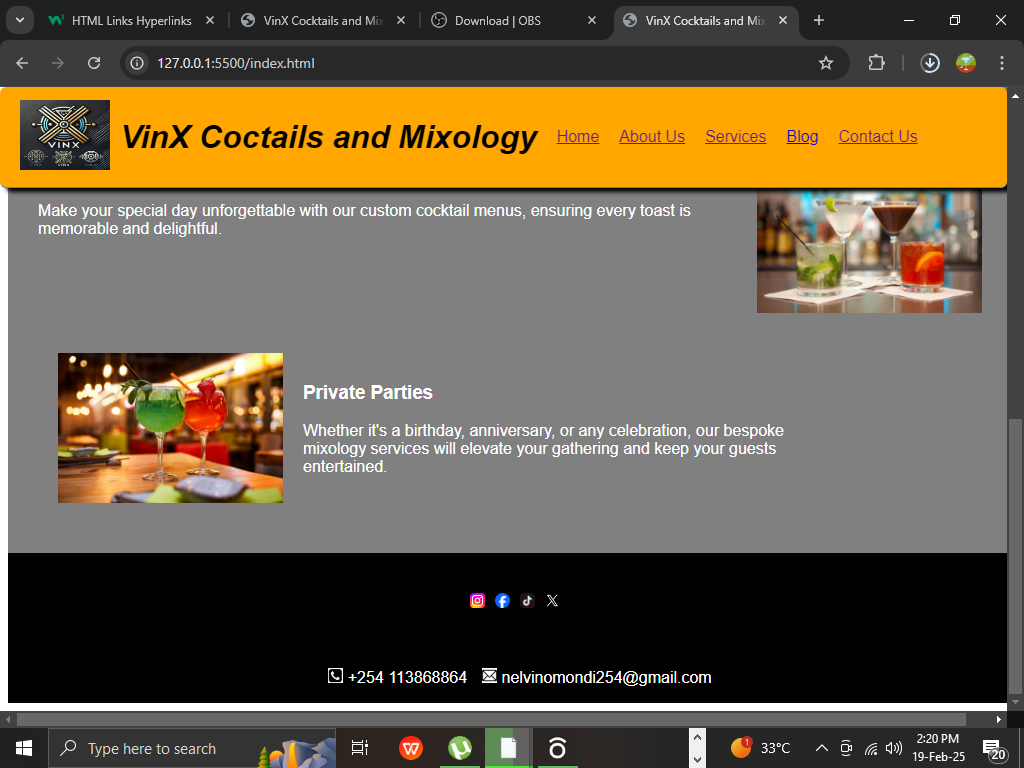 HTML Links Hyperlinks
VinX Cocktails and Mix
Download | OBS
VinX Cocktails and Mix
127.0.0.1:5500/index.html
VINX
VinX Coctails and Mixology
Home
About Us
Services
Blog
Contact Us
Make your special day unforgettable with our custom cocktail menus, ensuring every toast is
memorable and delightful.
Private Parties
Whether it's a birthday, anniversary, or any celebration, our bespoke
mixology services will elevate your gathering and keep your guests
entertained.
+254 113868864
nelvinomondi254@gmail.com
Type here to search
1
33°C
2:20 PM
19-Feb-25
20